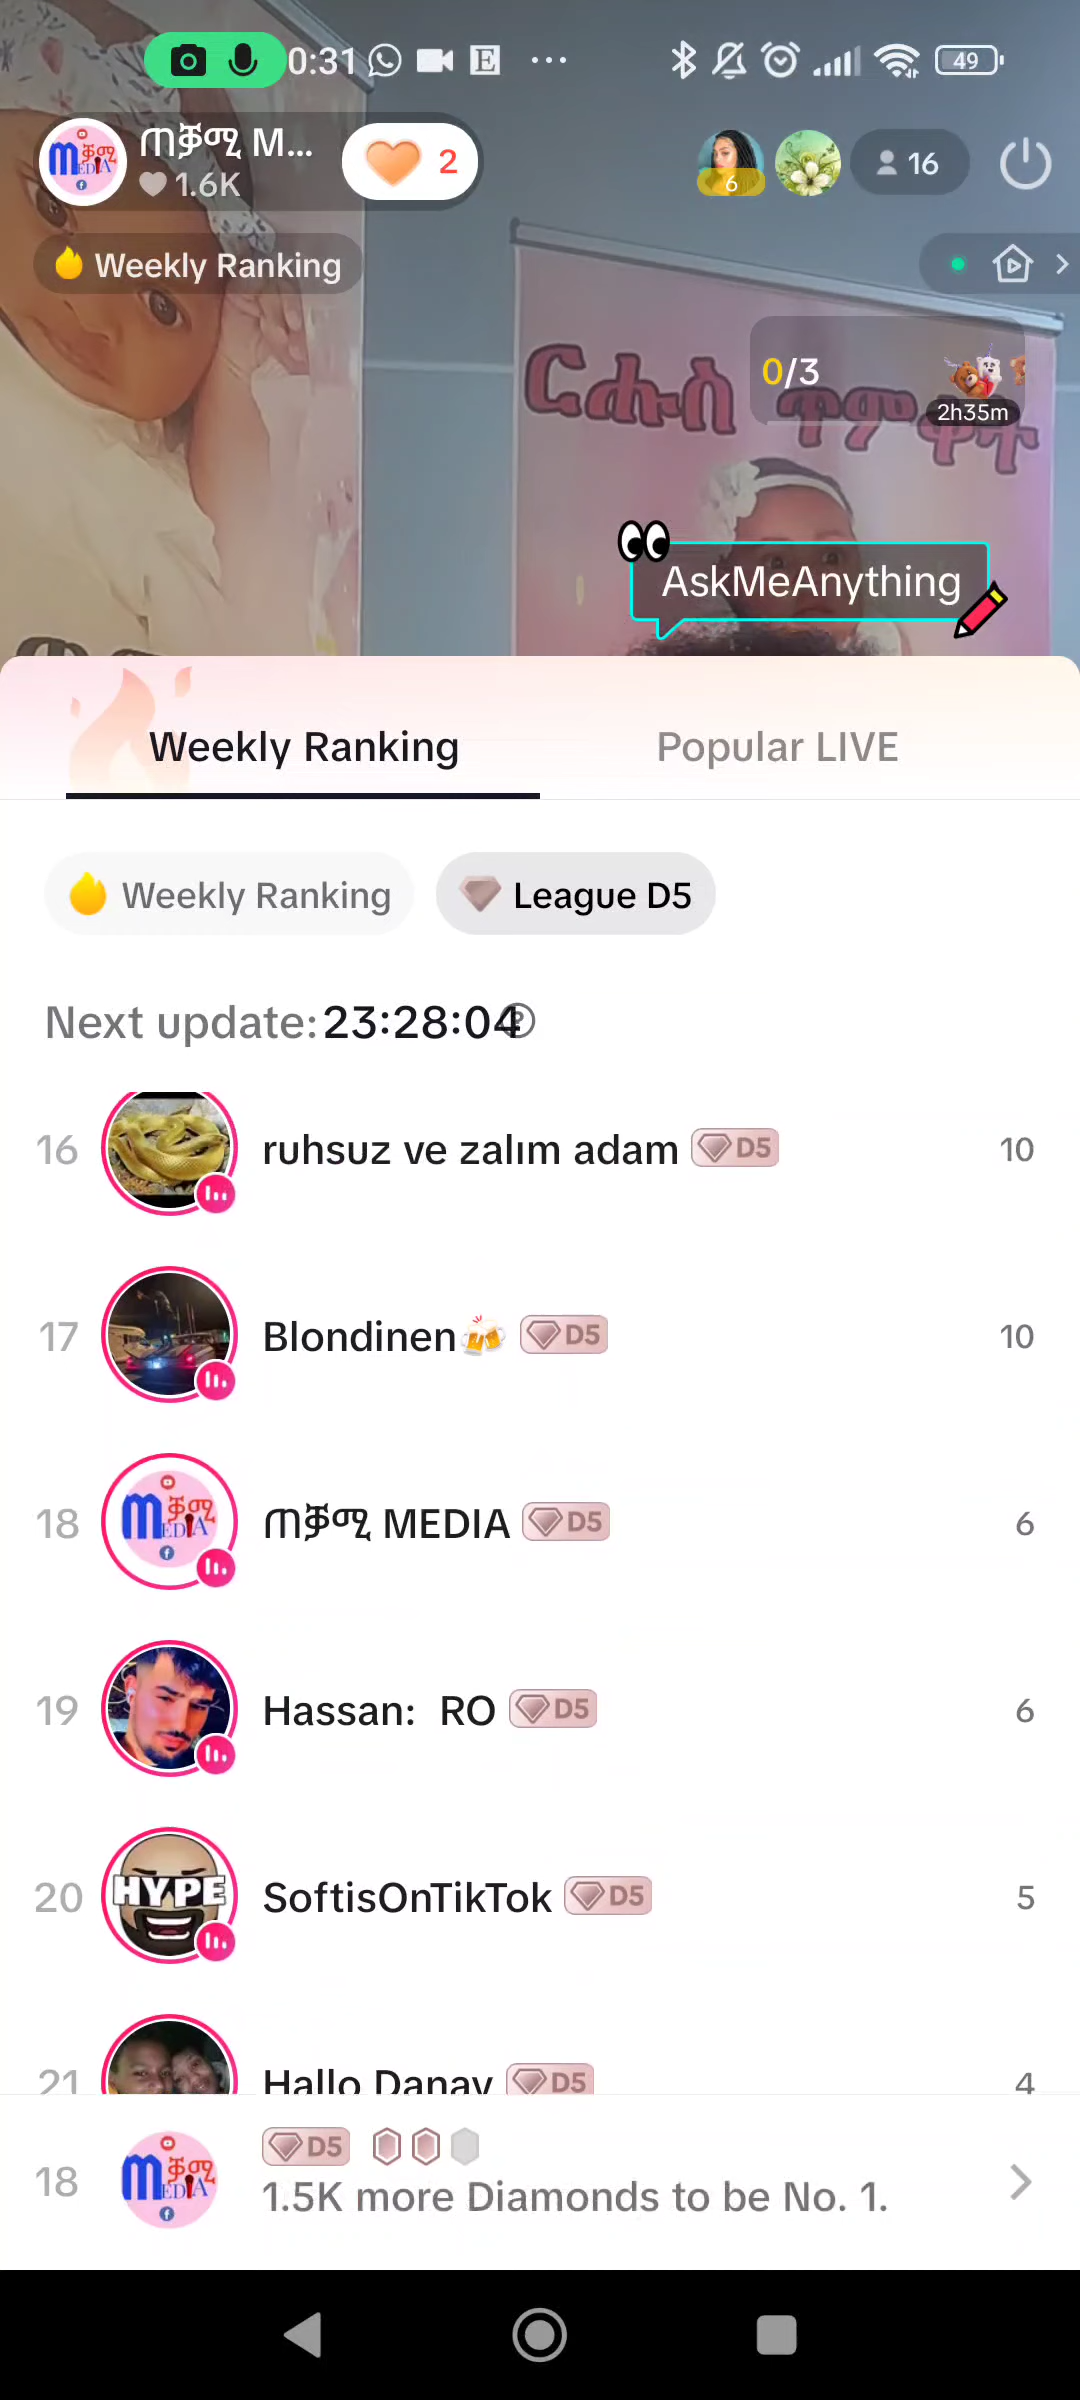 0:31
49
ጠቓሚ M...
1.6K
2
6
16
Weekly Ranking
0/3
2h35m
ርሑስ ጥምቀት
AskMeAnything
Weekly Ranking
Popular LIVE
Weekly Ranking
League D5
Next update: 23:28:04
16 ruhsuz ve zalım adam D5 10
17 Blondinen🍻 D5 10
18 ጠቓሚ MEDIA D5 6
19 Hassan: RO D5 6
HYPE
20 SoftisOnTikTok D5 5
21 Hallo Danay D5 4
18 D5
1.5K more Diamonds to be No. 1.